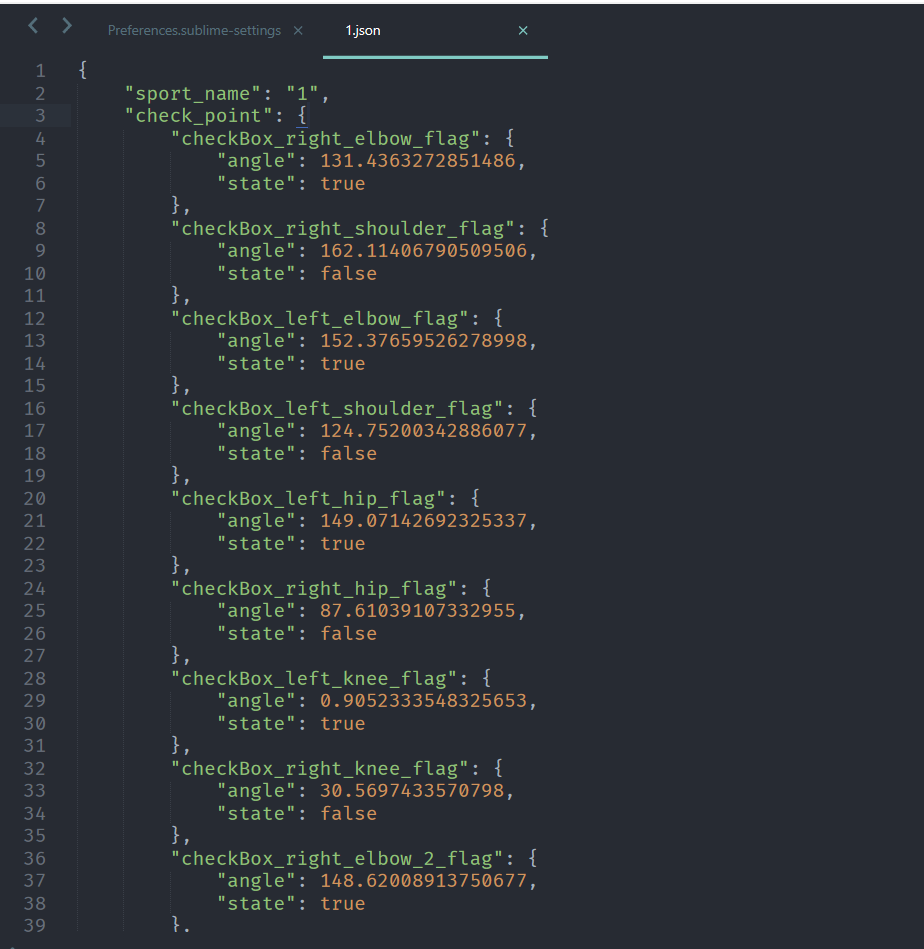 Preferences.sublime-settings × 1.json ×
1 {
2 "sport_name": "1",
3 "check_point": {
4 "checkBox_right_elbow_flag": {
5 "angle": 131.4363272851486,
6 "state": true
7 },
8 "checkBox_right_shoulder_flag": {
9 "angle": 162.11406790509506,
10 "state": false
11 },
12 "checkBox_left_elbow_flag": {
13 "angle": 152.37659526278998,
14 "state": true
15 },
16 "checkBox_left_shoulder_flag": {
17 "angle": 124.75200342886077,
18 "state": false
19 },
20 "checkBox_left_hip_flag": {
21 "angle": 149.07142692325337,
22 "state": true
23 },
24 "checkBox_right_hip_flag": {
25 "angle": 87.61039107332955,
26 "state": false
27 },
28 "checkBox_left_knee_flag": {
29 "angle": 0.9052333548325653,
30 "state": true
31 },
32 "checkBox_right_knee_flag": {
33 "angle": 30.5697433570798,
34 "state": false
35 },
36 "checkBox_right_elbow_2_flag": {
37 "angle": 148.62008913750677,
38 "state": true
39 },